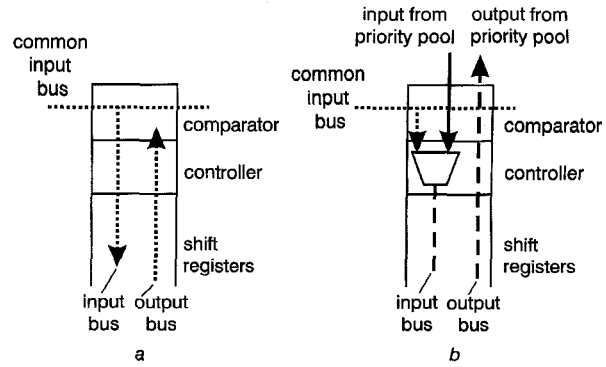 common
input
bus
comparator
controller
shift
registers
input
bus
output
bus
a
input from
priority pool
output from
priority pool
common
input
bus
comparator
controller
shift
registers
input
bus
output
bus
b